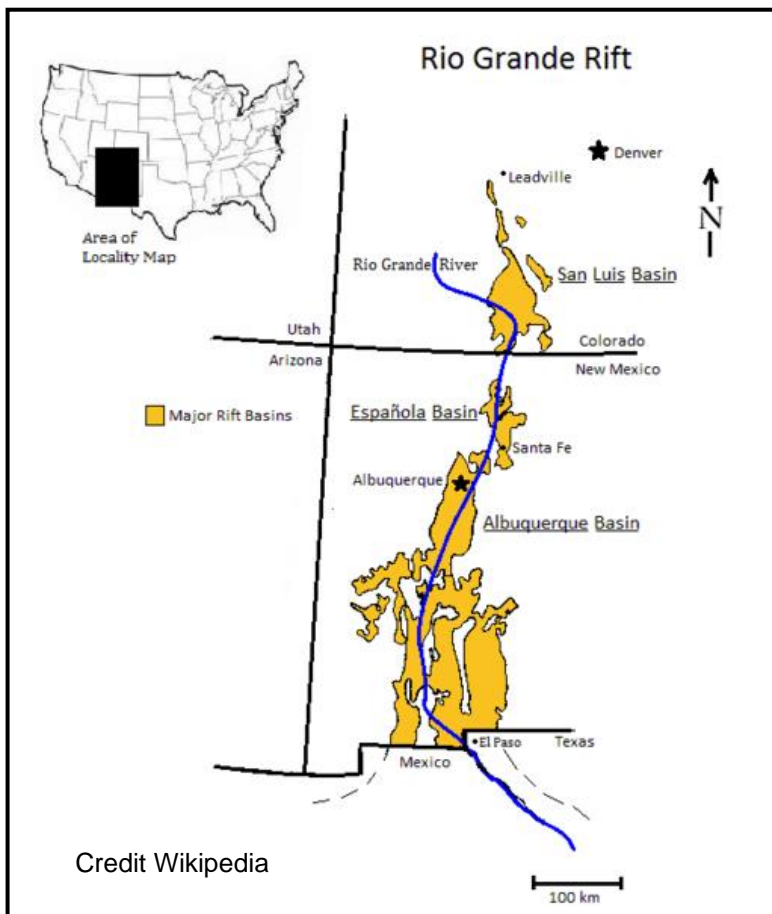 Rio Grande Rift
Denver
Leadville
N
Area of
Locality Map
Rio Grande River
San Luis Basin
Utah
Colorado
Arizona
New Mexico
Major Rift Basins
Española Basin
Santa Fe
Albuquerque
Albuquerque Basin
El Paso
Texas
Mexico
Credit Wikipedia
100 km